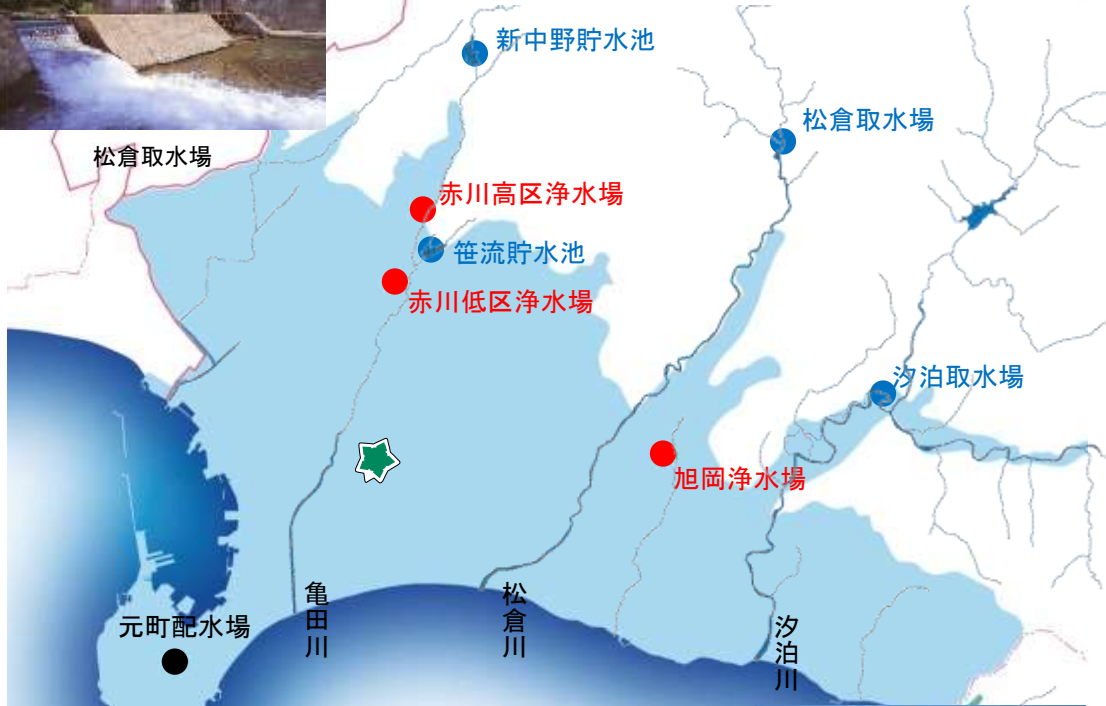 新中野貯水池
松倉取水場
松倉取水場
赤川高区浄水場
笹流貯水池
赤川低区浄水場
汐泊取水場
旭岡浄水場
亀田川
松倉川
汐泊川
元町配水場